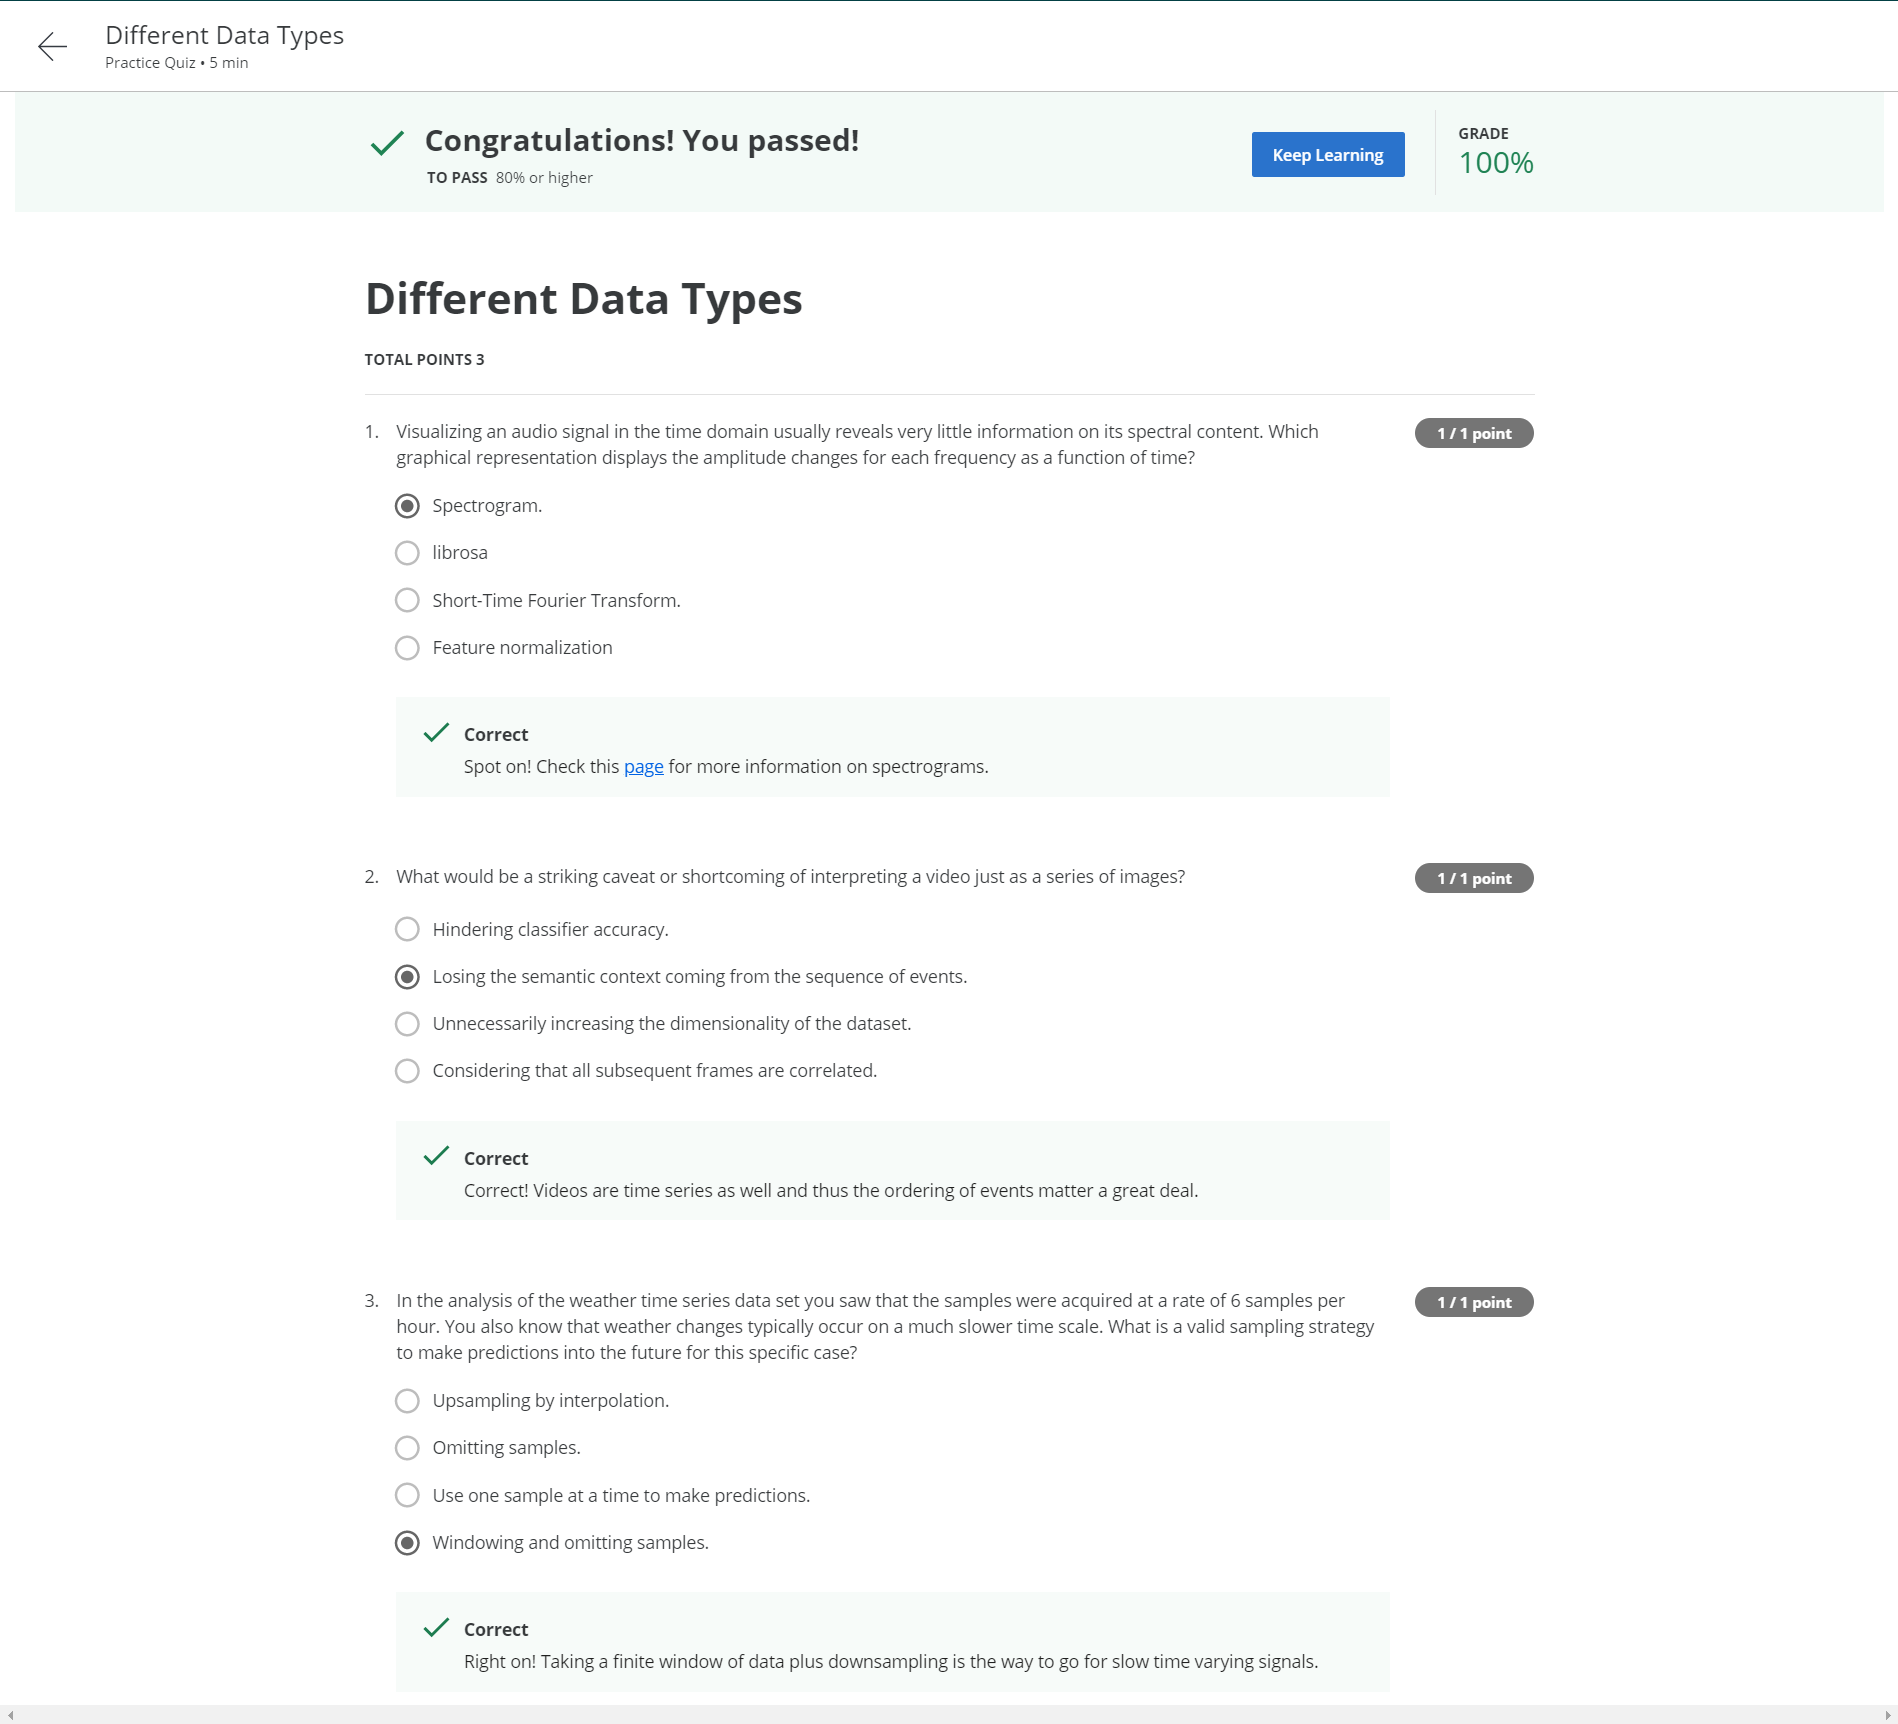 Different Data Types
Practice Quiz • 5 min
Congratulations! You passed!
TO PASS 80% or higher
Keep Learning
GRADE
100%
Different Data Types
TOTAL POINTS 3
1. Visualizing an audio signal in the time domain usually reveals very little information on its spectral content. Which
graphical representation displays the amplitude changes for each frequency as a function of time?
1 / 1 point
Spectrogram.
librosa
Short-Time Fourier Transform.
Feature normalization
Correct
Spot on! Check this page for more information on spectrograms.
2. What would be a striking caveat or shortcoming of interpreting a video just as a series of images?
1 / 1 point
Hindering classifier accuracy.
Losing the semantic context coming from the sequence of events.
Unnecessarily increasing the dimensionality of the dataset.
Considering that all subsequent frames are correlated.
Correct
Correct! Videos are time series as well and thus the ordering of events matter a great deal.
3. In the analysis of the weather time series data set you saw that the samples were acquired at a rate of 6 samples per
hour. You also know that weather changes typically occur on a much slower time scale. What is a valid sampling strategy
to make predictions into the future for this specific case?
1 / 1 point
Upsampling by interpolation.
Omitting samples.
Use one sample at a time to make predictions.
Windowing and omitting samples.
Correct
Right on! Taking a finite window of data plus downsampling is the way to go for slow time varying signals.